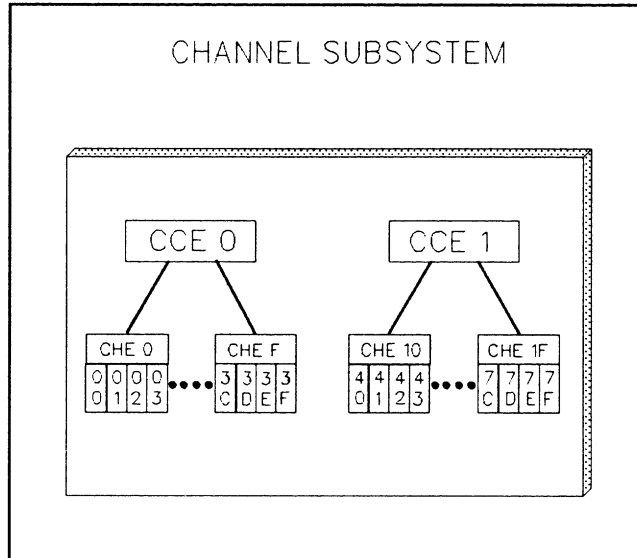 CHANNEL SUBSYSTEM
CCE 0
CCE 1
CHE 0
CHE F
CHE 10
CHE 1F
0 0 0 0
0 1 2 3
3 3 3 3
C D E F
4 4 4 4
0 1 2 3
7 7 7 7
C D E F